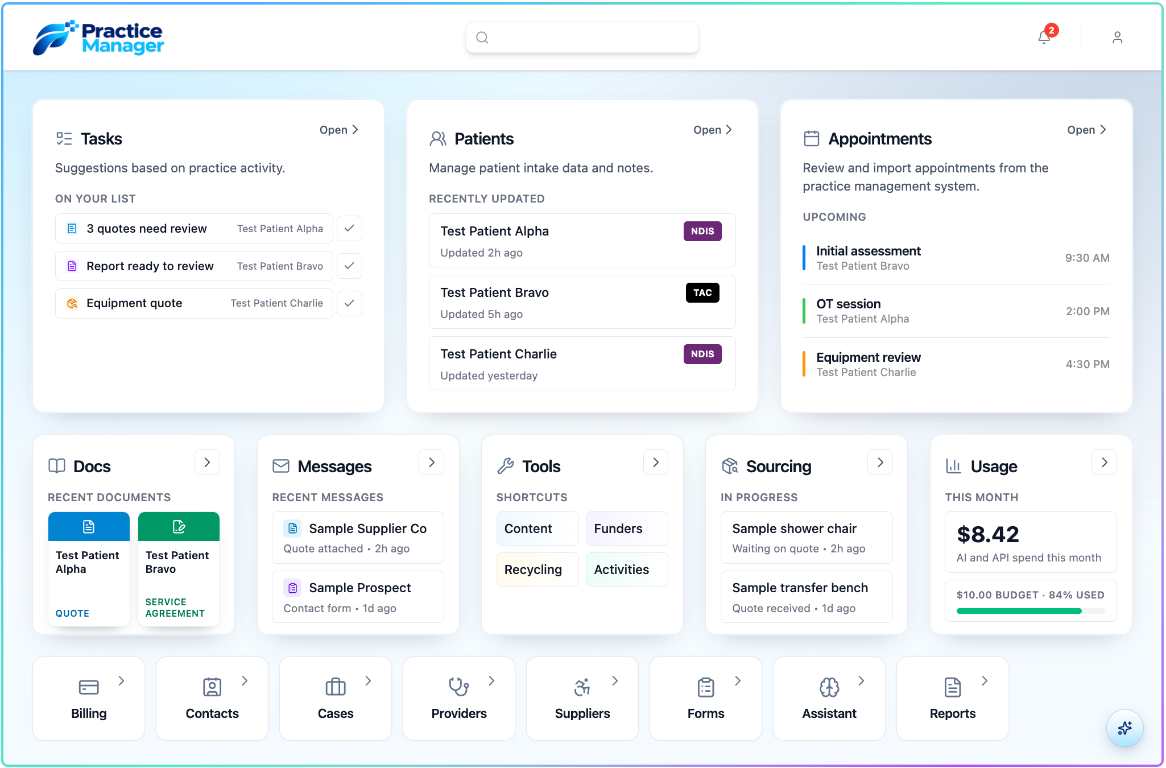 Practice
Manager
2
Tasks
Open
Suggestions based on practice activity.
ON YOUR LIST
3 quotes need review
Test Patient Alpha
Report ready to review
Test Patient Bravo
Equipment quote
Test Patient Charlie
Patients
Open
Manage patient intake data and notes.
RECENTLY UPDATED
Test Patient Alpha
NDIS
Updated 2h ago
Test Patient Bravo
TAC
Updated 5h ago
Test Patient Charlie
NDIS
Updated yesterday
Appointments
Open
Review and import appointments from the
practice management system.
UPCOMING
Initial assessment
Test Patient Bravo
9:30 AM
OT session
Test Patient Alpha
2:00 PM
Equipment review
Test Patient Charlie
4:30 PM
Docs
RECENT DOCUMENTS
Test Patient
Alpha
QUOTE
Test Patient
Bravo
SERVICE
AGREEMENT
Messages
RECENT MESSAGES
Sample Supplier Co
Quote attached • 2h ago
Sample Prospect
Contact form • 1d ago
Tools
SHORTCUTS
Content
Funders
Recycling
Activities
Sourcing
IN PROGRESS
Sample shower chair
Waiting on quote • 2h ago
Sample transfer bench
Quote received • 1d ago
Usage
THIS MONTH
$8.42
AI and API spend this month
$10.00 BUDGET · 84% USED
Billing
Contacts
Cases
Providers
Suppliers
Forms
Assistant
Reports